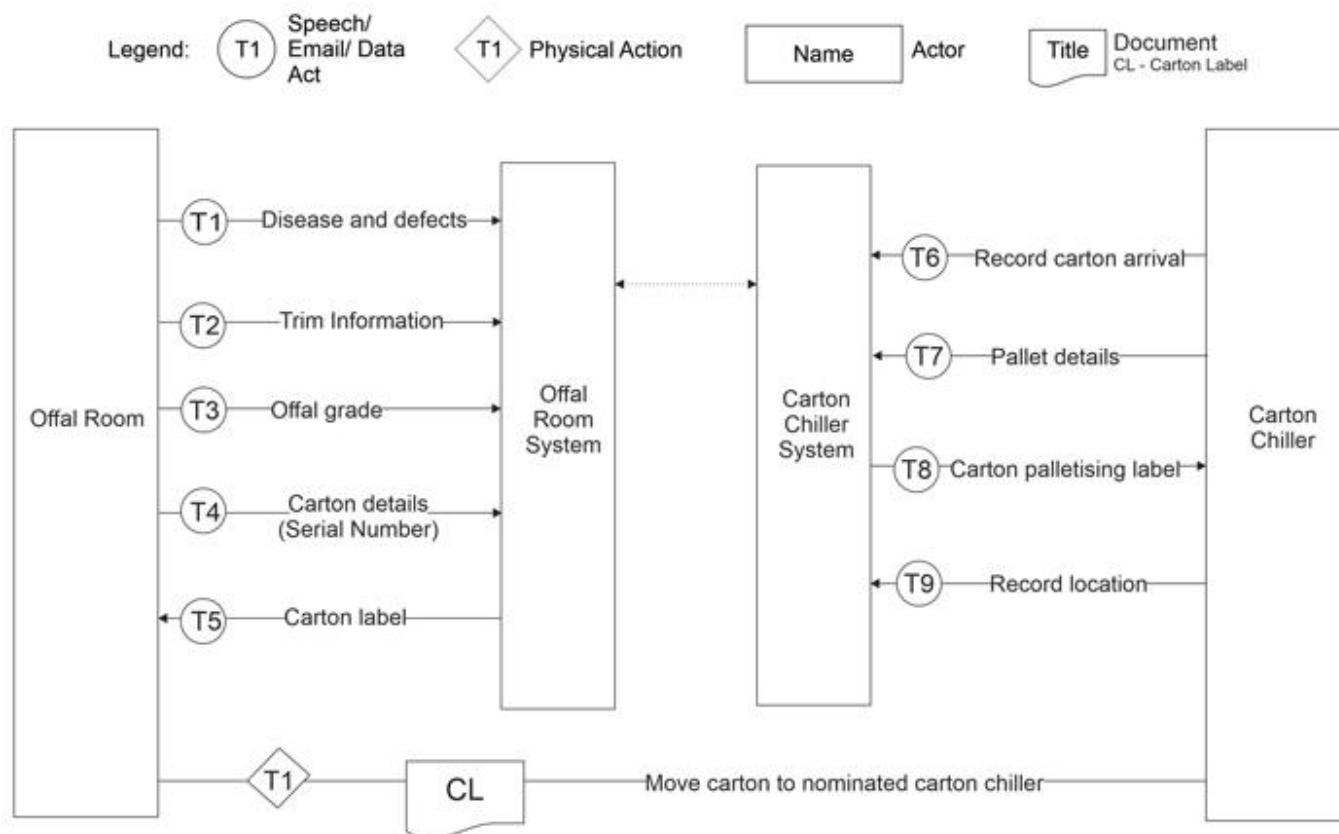 Legend:
T1
Speech/
Email/ Data
Act
T1
Physical Action
Name
Actor
Title
Document
CL - Carton Label
Offal Room
T1
Disease and defects
T2
Trim Information
T3
Offal grade
T4
Carton details
(Serial Number)
T5
Carton label
Offal
Room
System
Carton
Chiller
System
T6
Record carton arrival
T7
Pallet details
T8
Carton palletising label
T9
Record location
Carton
Chiller
T1
CL
Move carton to nominated carton chiller